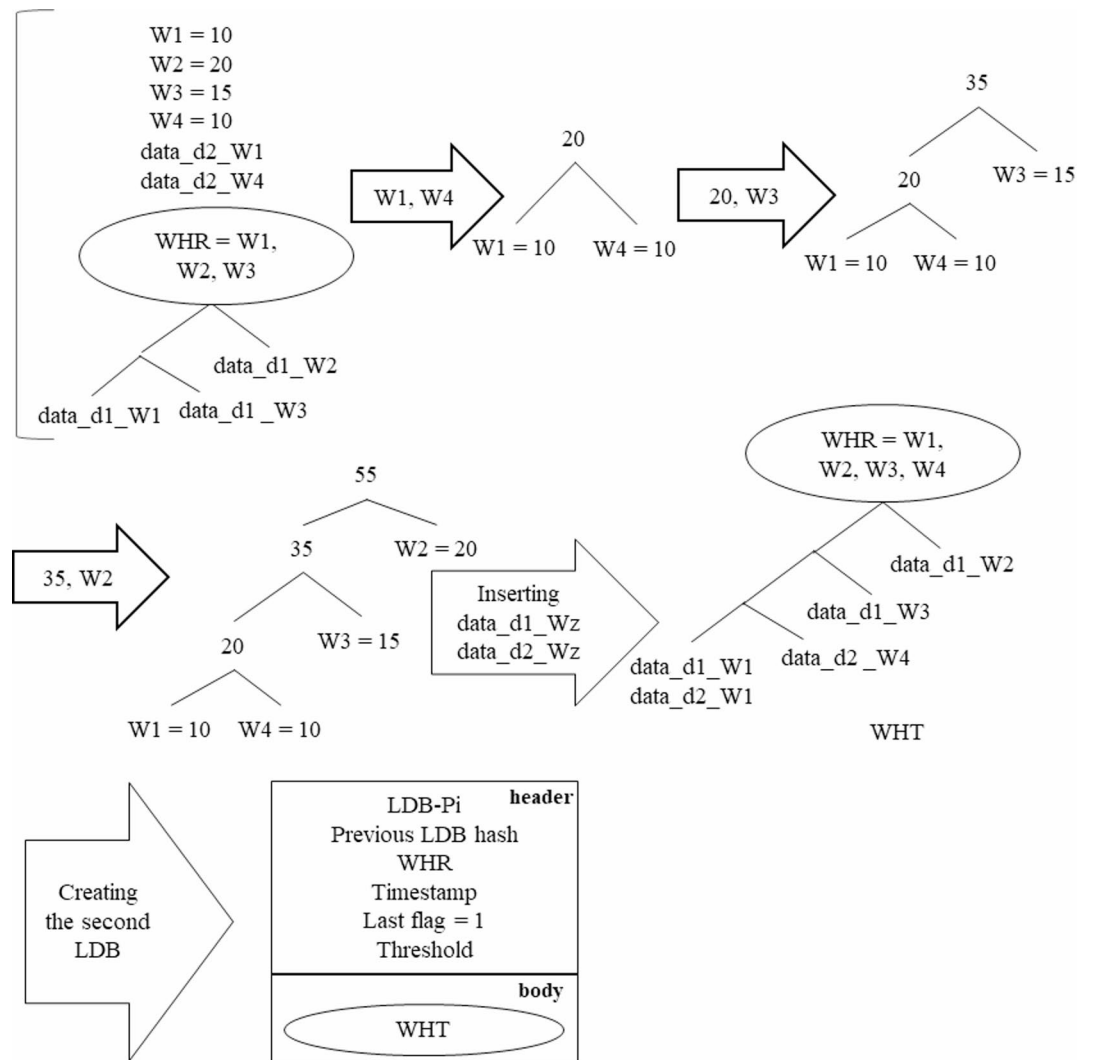 W1 = 10
W2 = 20
W3 = 15
W4 = 10
data_d2_W1
data_d2_W4
WHR = W1,
W2, W3
data_d1_W2
data_d1_W1
data_d1 _W3
W1, W4
20
W1 = 10
W4 = 10
20, W3
35
20
W3 = 15
W1 = 10
W4 = 10
35, W2
55
35
W2 = 20
20
W3 = 15
W1 = 10
W4 = 10
Inserting
data_d1_Wz
data_d2_Wz
WHR = W1,
W2, W3, W4
data_d1_W2
data_d1_W3
data_d2 _W4
data_d1_W1
data_d2_W1
WHT
Creating
the second
LDB
header
LDB-Pi
Previous LDB hash
WHR
Timestamp
Last flag = 1
Threshold
body
WHT